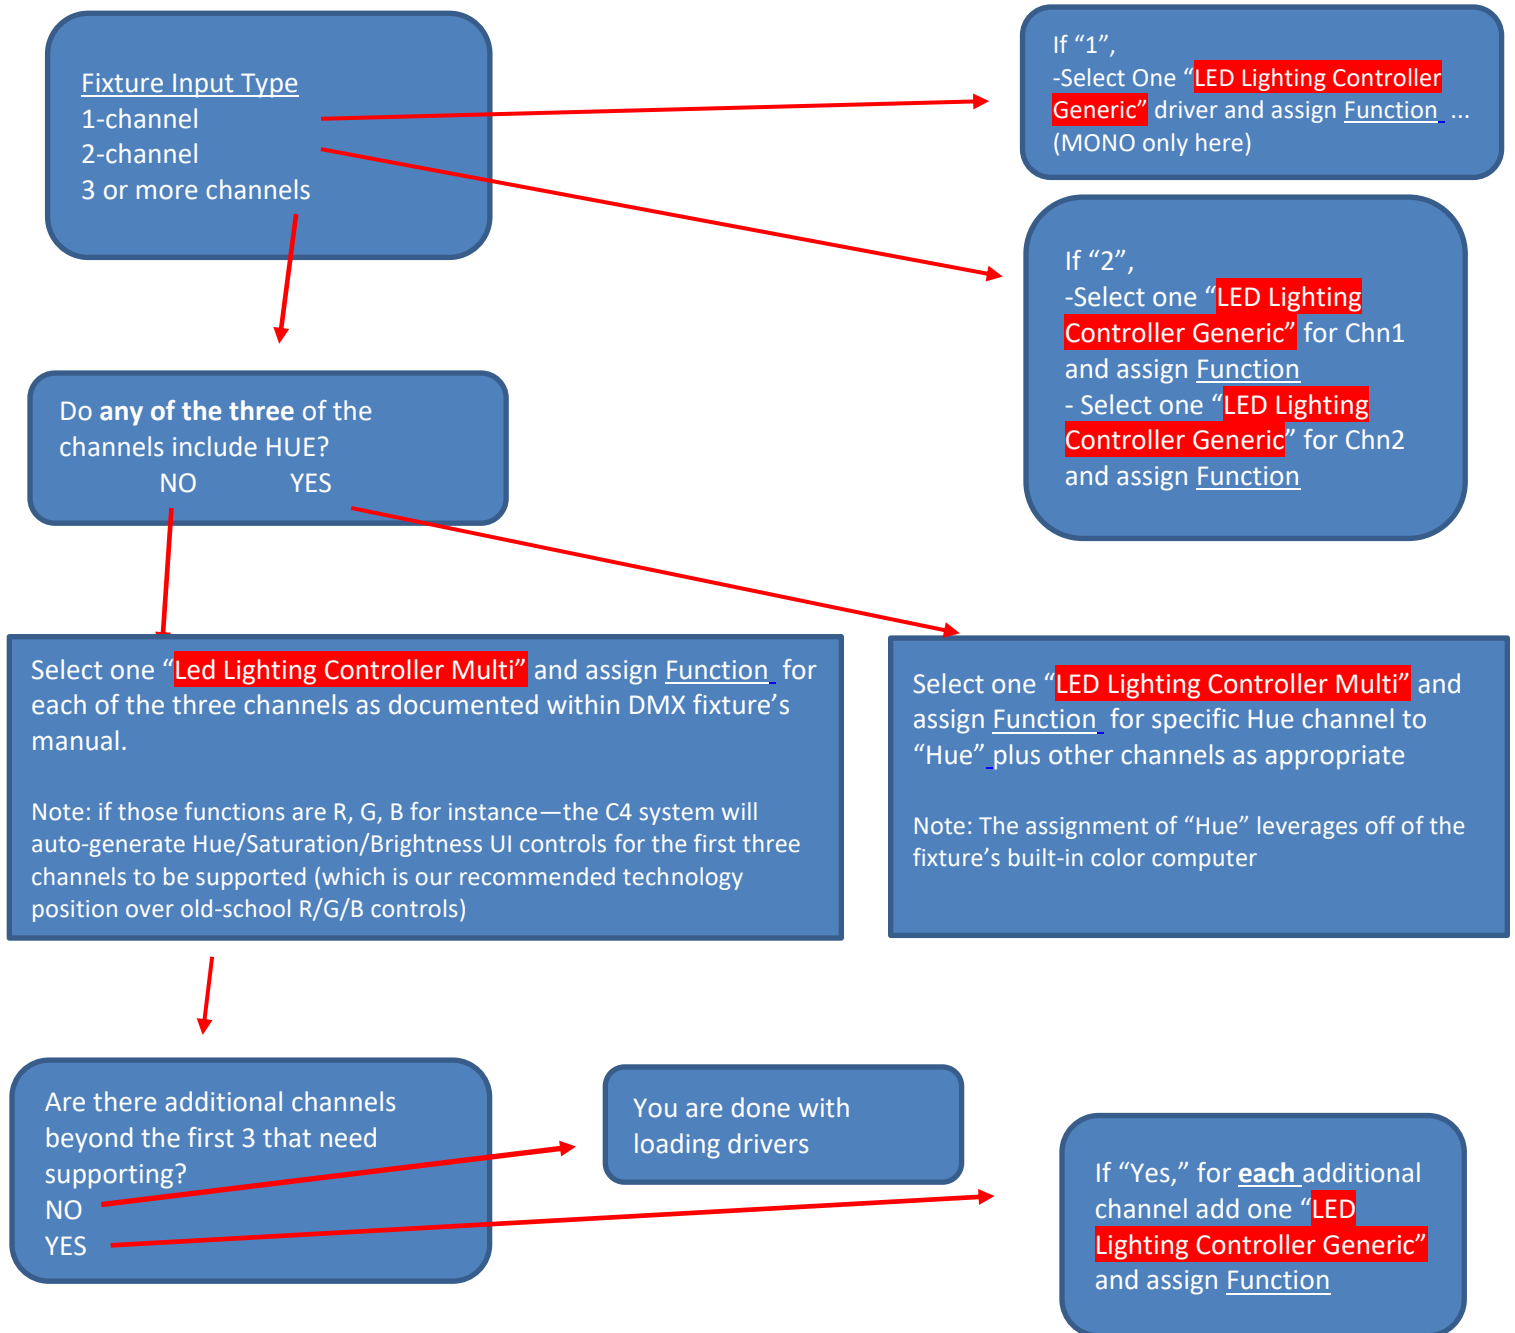 Fixture Input Type
1-channel
2-channel
3 or more channels
If “1”,
-Select One “LED Lighting Controller
Generic” driver and assign Function ...
(MONO only here)
If “2”,
-Select one “LED Lighting
Controller Generic” for Chn1
and assign Function
- Select one “LED Lighting
Controller Generic” for Chn2
and assign Function
Do any of the three of the
channels include HUE?
NO YES
Select one “Led Lighting Controller Multi” and assign Function for
each of the three channels as documented within DMX fixture’s
manual.
Note: if those functions are R, G, B for instance—the C4 system will
auto-generate Hue/Saturation/Brightness UI controls for the first three
channels to be supported (which is our recommended technology
position over old-school R/G/B controls)
Select one “LED Lighting Controller Multi” and
assign Function for specific Hue channel to
“Hue” plus other channels as appropriate
Note: The assignment of “Hue” leverages off of the
fixture’s built-in color computer
Are there additional channels
beyond the first 3 that need
supporting?
NO
YES
You are done with
loading drivers
If “Yes,” for each additional
channel add one “LED
Lighting Controller Generic”
and assign Function